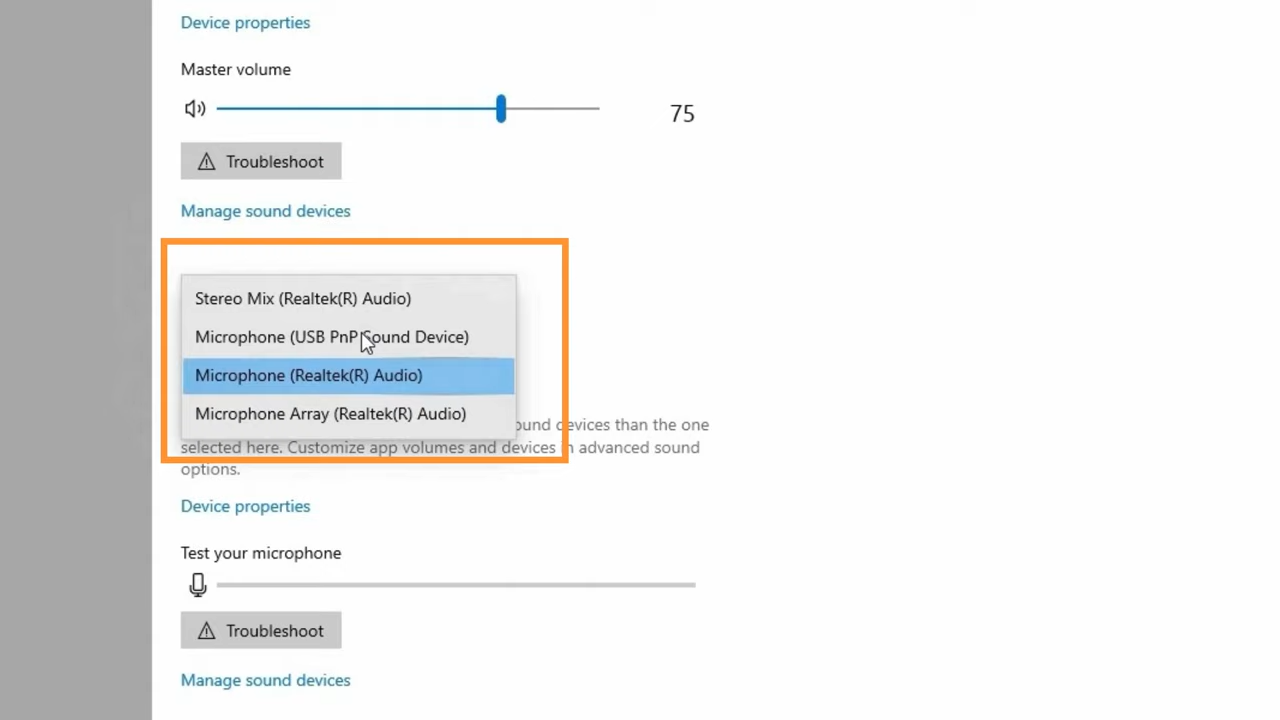 Device properties
Master volume
75
Troubleshoot
Manage sound devices
Stereo Mix (Realtek(R) Audio)
Microphone (USB PnP Sound Device)
Microphone (Realtek(R) Audio)
Microphone Array (Realtek(R) Audio)
devices than the one
selected here. Customize app volumes and devices in advanced sound
options.
Device properties
Test your microphone
Troubleshoot
Manage sound devices